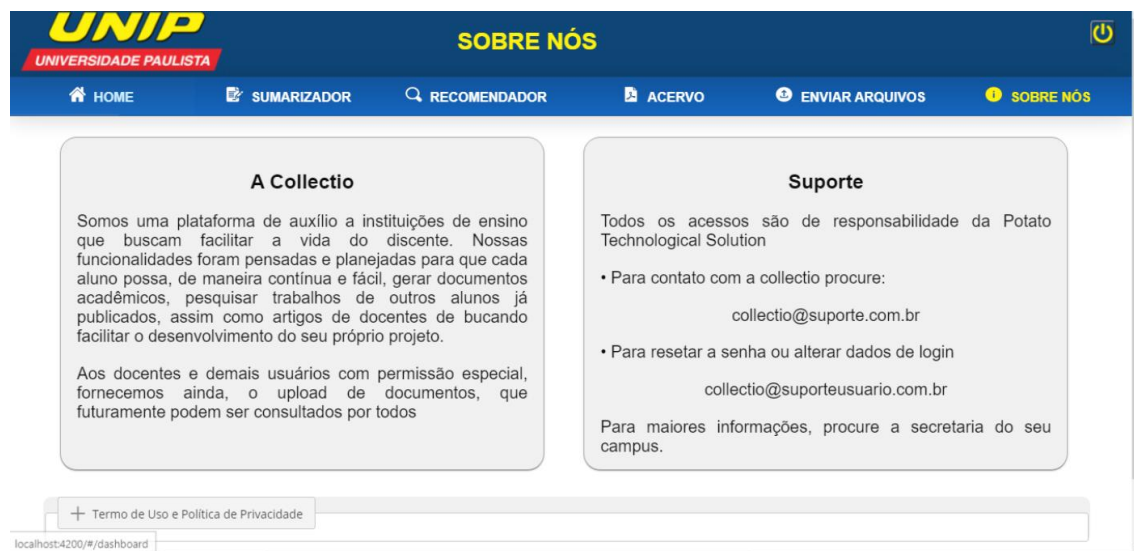 UNIP
UNIVERSIDADE PAULISTA
SOBRE NÓS
HOME
SUMARIZADOR
RECOMENDADOR
ACERVO
ENVIAR ARQUIVOS
SOBRE NÓS
A Collectio
Somos uma plataforma de auxílio a instituições de ensino
que buscam facilitar a vida do discente. Nossas
funcionalidades foram pensadas e planejadas para que cada
aluno possa, de maneira contínua e fácil, gerar documentos
acadêmicos, pesquisar trabalhos de outros alunos já
publicados, assim como artigos de docentes de bucando
facilitar o desenvolvimento do seu próprio projeto.
Aos docentes e demais usuários com permissão especial,
fornecemos ainda, o upload de documentos, que
futuramente podem ser consultados por todos
Suporte
Todos os acessos são de responsabilidade da Potato
Technological Solution
• Para contato com a collectio procure:
collectio@suporte.com.br
• Para resetar a senha ou alterar dados de login
collectio@suporteusuario.com.br
Para maiores informações, procure a secretaria do seu
campus.
+ Termo de Uso e Política de Privacidade
localhost:4200/#/dashboard